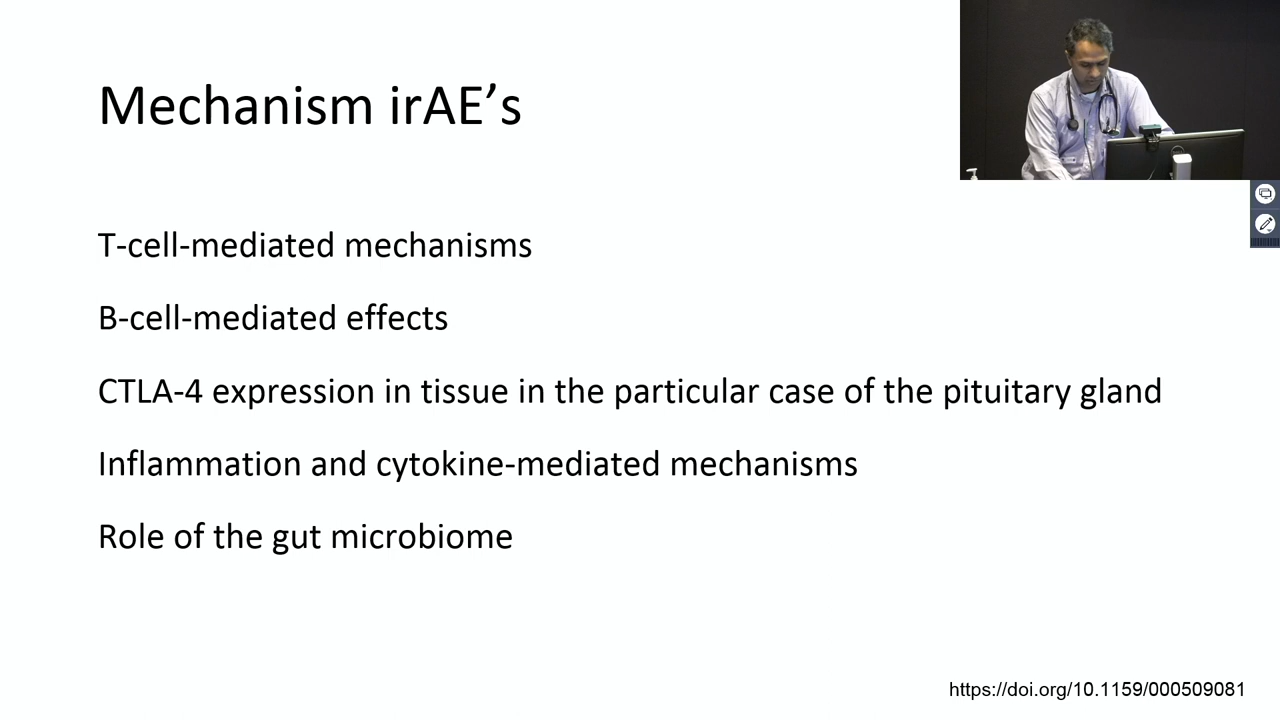 Mechanism irAE’s
T-cell-mediated mechanisms
B-cell-mediated effects
CTLA-4 expression in tissue in the particular case of the pituitary gland
Inflammation and cytokine-mediated mechanisms
Role of the gut microbiome
https://doi.org/10.1159/000509081